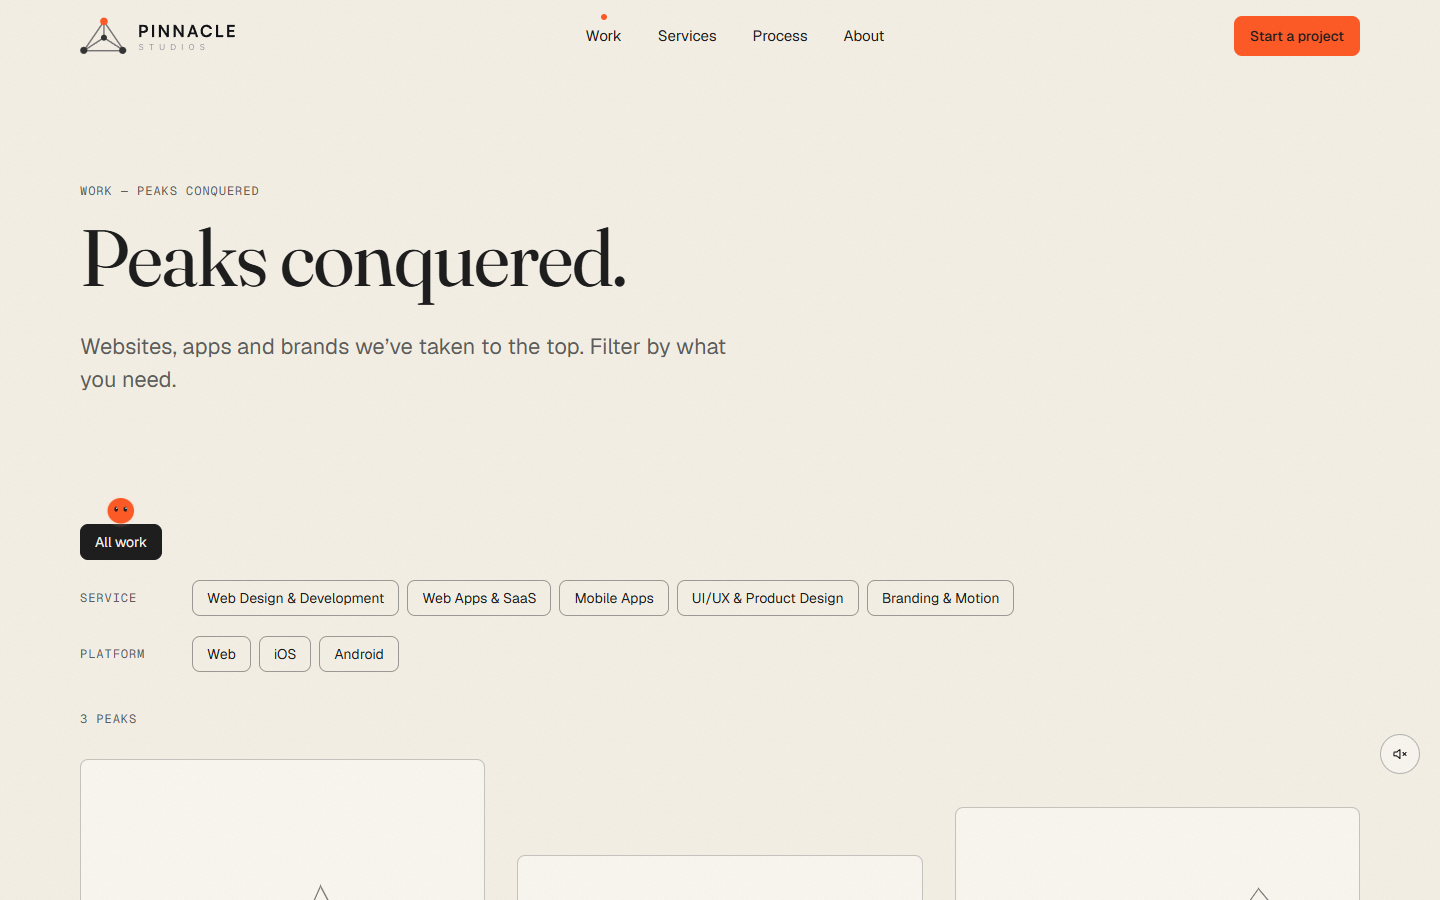 PINNACLE
STUDIOS
Work
Services
Process
About
Start a project
WORK — PEAKS CONQUERED
Peaks conquered.
Websites, apps and brands we’ve taken to the top. Filter by what
you need.
All work
SERVICE
Web Design & Development
Web Apps & SaaS
Mobile Apps
UI/UX & Product Design
Branding & Motion
PLATFORM
Web
iOS
Android
3 PEAKS